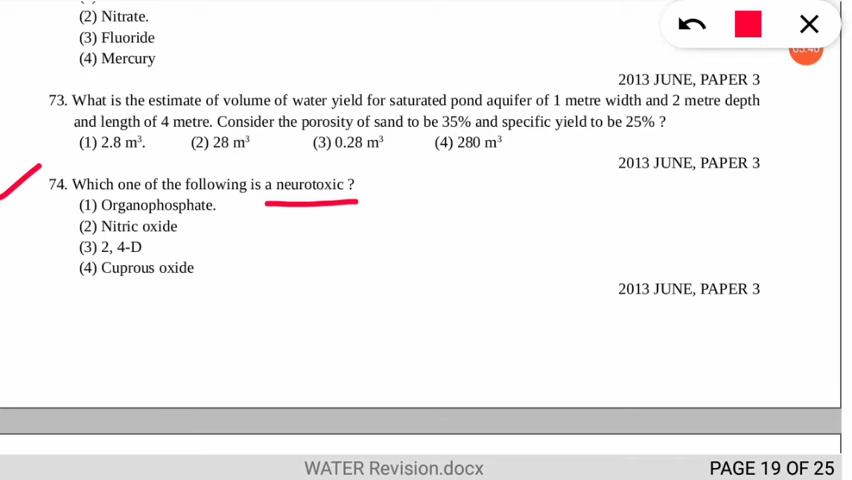 (2) Nitrate.
(3) Fluoride
(4) Mercury
2013 JUNE, PAPER 3
73. What is the estimate of volume of water yield for saturated pond aquifer of 1 metre width and 2 metre depth
and length of 4 metre. Consider the porosity of sand to be 35% and specific yield to be 25% ?
(1) 2.8 m³. (2) 28 m³ (3) 0.28 m³ (4) 280 m³
2013 JUNE, PAPER 3
74. Which one of the following is a neurotoxic ?
(1) Organophosphate.
(2) Nitric oxide
(3) 2, 4-D
(4) Cuprous oxide
2013 JUNE, PAPER 3
WATER Revision.docx
PAGE 19 OF 25